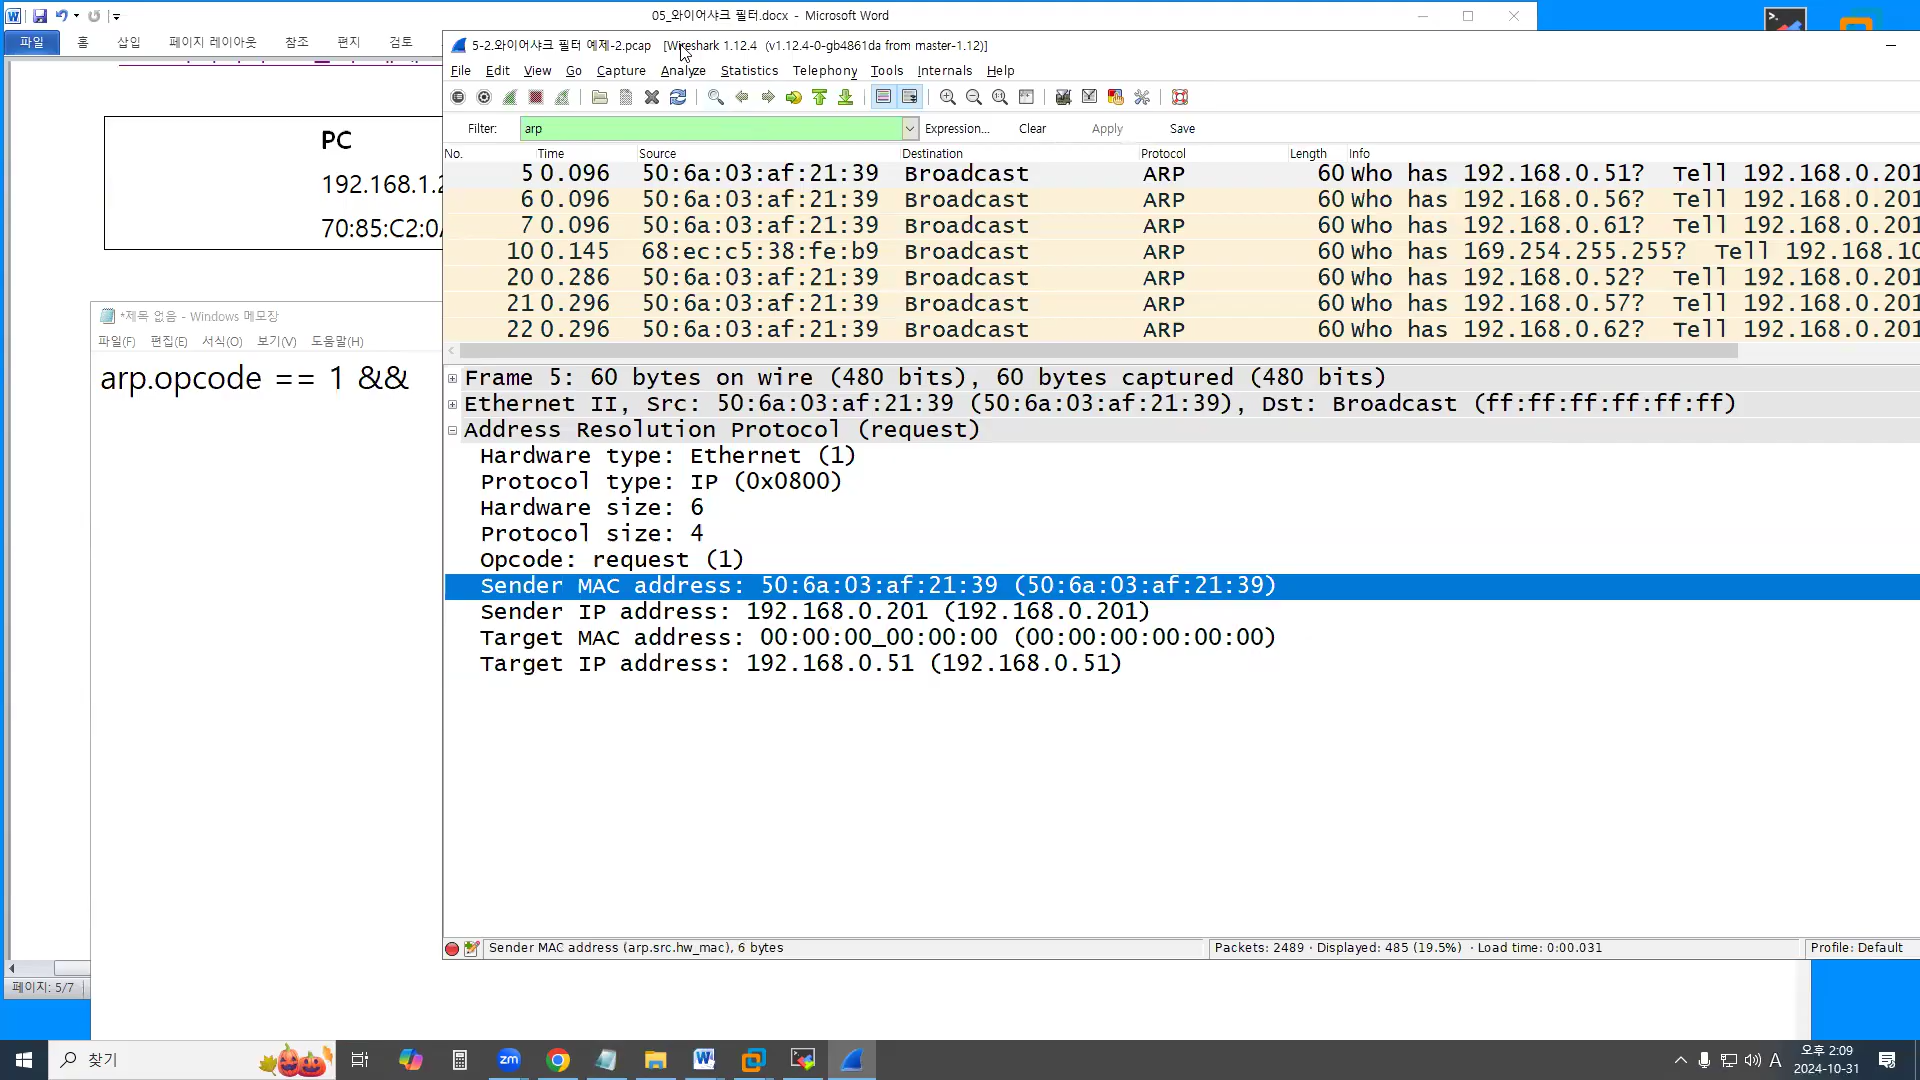 05_와이어샤크 필터.docx - Microsoft Word
파일 홈 삽입 페이지 레이아웃 참조 편지 검토
PC
192.168.1.2
70:85:C2:0
*제목 없음 - Windows 메모장
파일(F) 편집(E) 서식(O) 보기(V) 도움말(H)
arp.opcode == 1 &&
페이지: 5/7
5-2.와이어샤크 필터 예제-2.pcap [Wireshark 1.12.4 (v1.12.4-0-gb4861da from master-1.12)]
File Edit View Go Capture Analyze Statistics Telephony Tools Internals Help
Filter: arp Expression... Clear Apply Save
No. Time Source Destination Protocol Length Info
5 0.096 50:6a:03:af:21:39 Broadcast ARP 60 Who has 192.168.0.51? Tell 192.168.0.201
6 0.096 50:6a:03:af:21:39 Broadcast ARP 60 Who has 192.168.0.56? Tell 192.168.0.201
7 0.096 50:6a:03:af:21:39 Broadcast ARP 60 Who has 192.168.0.61? Tell 192.168.0.201
10 0.145 68:ec:c5:38:fe:b9 Broadcast ARP 60 Who has 169.254.255.255? Tell 192.168.10
20 0.286 50:6a:03:af:21:39 Broadcast ARP 60 Who has 192.168.0.52? Tell 192.168.0.201
21 0.296 50:6a:03:af:21:39 Broadcast ARP 60 Who has 192.168.0.57? Tell 192.168.0.201
22 0.296 50:6a:03:af:21:39 Broadcast ARP 60 Who has 192.168.0.62? Tell 192.168.0.201
Frame 5: 60 bytes on wire (480 bits), 60 bytes captured (480 bits)
Ethernet II, Src: 50:6a:03:af:21:39 (50:6a:03:af:21:39), Dst: Broadcast (ff:ff:ff:ff:ff:ff)
Address Resolution Protocol (request)
Hardware type: Ethernet (1)
Protocol type: IP (0x0800)
Hardware size: 6
Protocol size: 4
Opcode: request (1)
Sender MAC address: 50:6a:03:af:21:39 (50:6a:03:af:21:39)
Sender IP address: 192.168.0.201 (192.168.0.201)
Target MAC address: 00:00:00_00:00:00 (00:00:00:00:00:00)
Target IP address: 192.168.0.51 (192.168.0.51)
Sender MAC address (arp.src.hw_mac), 6 bytes
Packets: 2489 · Displayed: 485 (19.5%) · Load time: 0:00.031
Profile: Default
찾기
zm
A
오후 2:09
2024-10-31